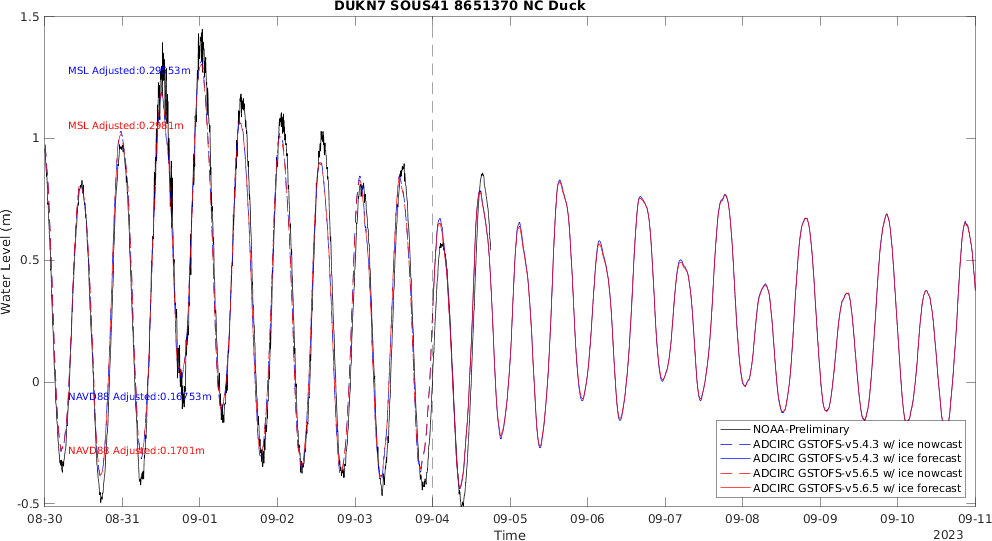 DUKN7 SOUS41 8651370 NC Duck
1.5
1
0.5
0
-0.5
Water Level (m)
MSL Adjusted:0.29553m
MSL Adjusted:0.2981m
NAVD88 Adjusted:0.16753m
NAVD88 Adjusted:0.1701m
NOAA-Preliminary
ADCIRC GSTOFS-v5.4.3 w/ ice nowcast
ADCIRC GSTOFS-v5.4.3 w/ ice forecast
ADCIRC GSTOFS-v5.6.5 w/ ice nowcast
ADCIRC GSTOFS-v5.6.5 w/ ice forecast
08-30 08-31 09-01 09-02 09-03 09-04 09-05 09-06 09-07 09-08 09-09 09-10 09-11
Time
2023